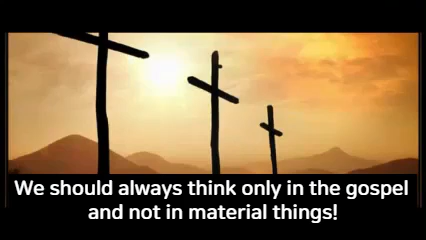 We should always think only in the gospel
and not in material things!